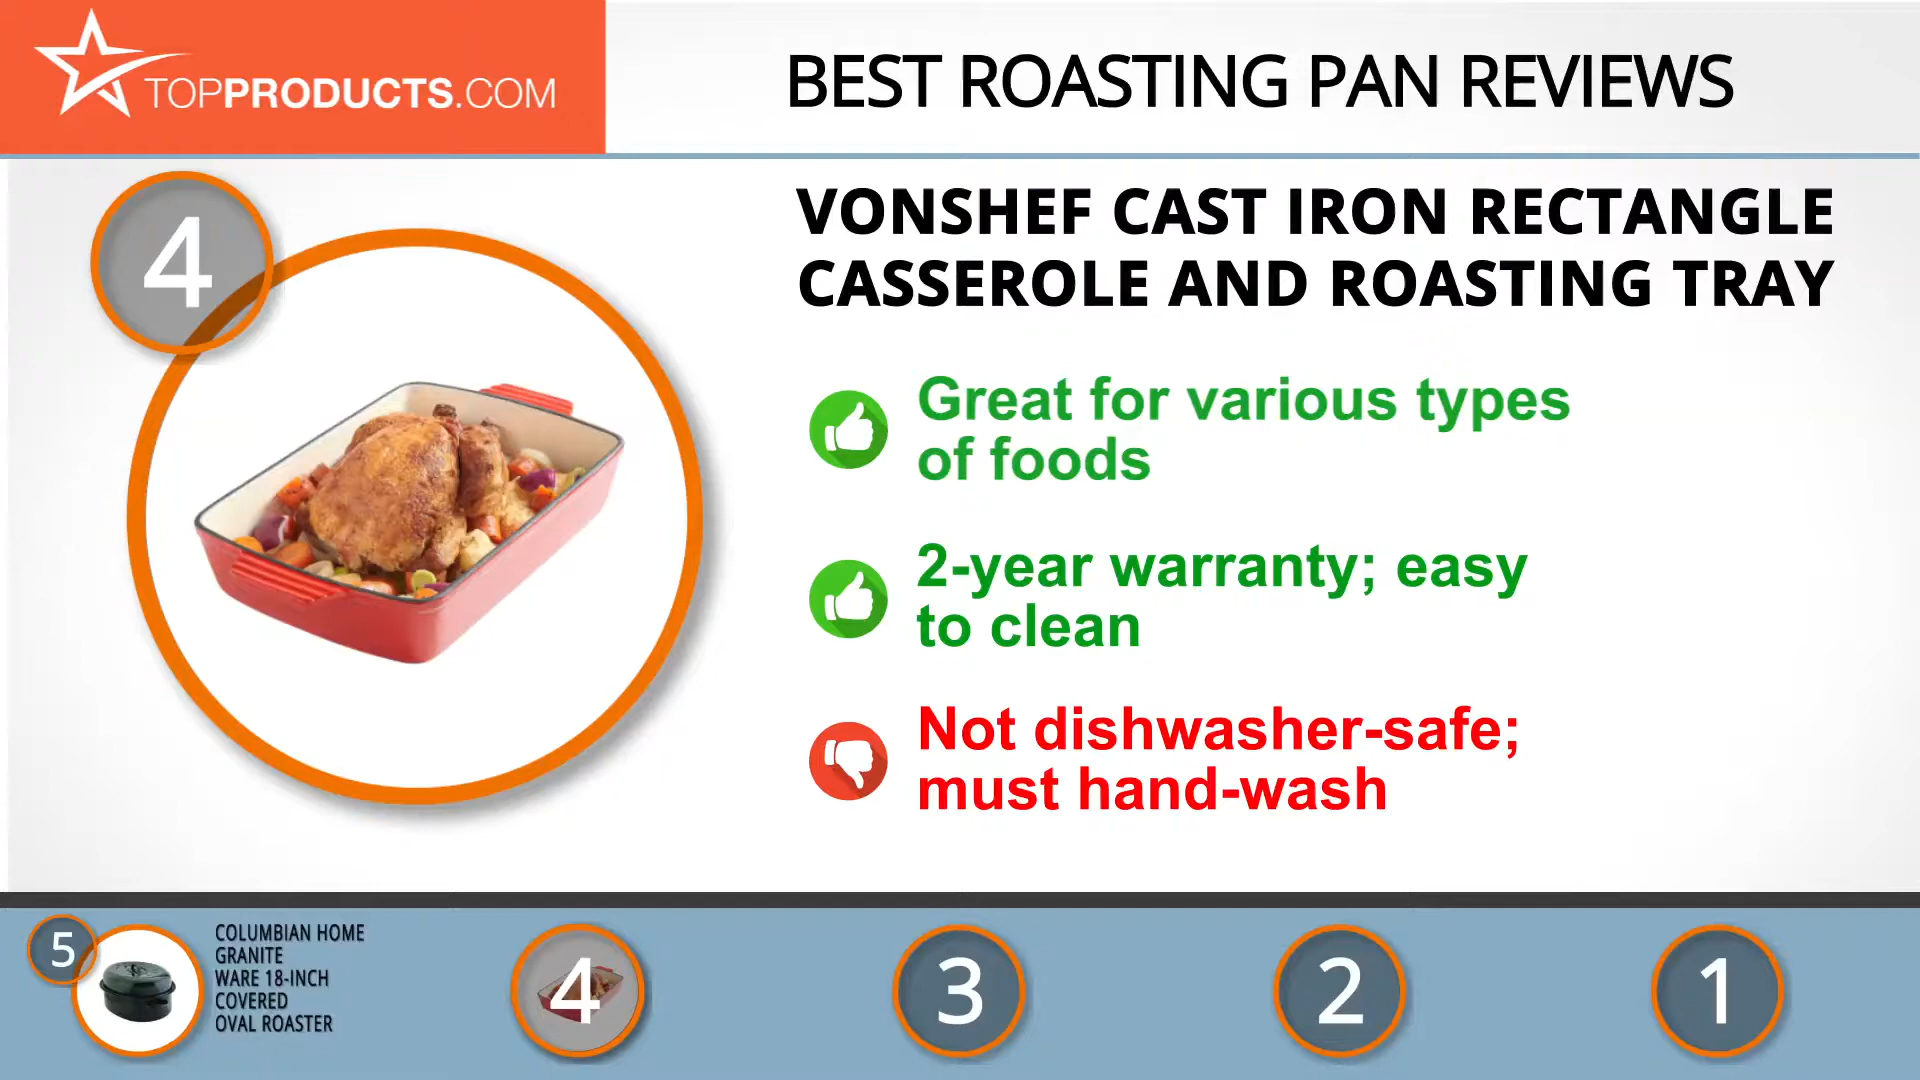 TOPPRODUCTS.COM
BEST ROASTING PAN REVIEWS
4
VONSHEF CAST IRON RECTANGLE
CASSEROLE AND ROASTING TRAY
Great for various types
of foods
2-year warranty; easy
to clean
Not dishwasher-safe;
must hand-wash
5
COLUMBIAN HOME
GRANITE
WARE 18-INCH
COVERED
OVAL ROASTER
4
3
2
1